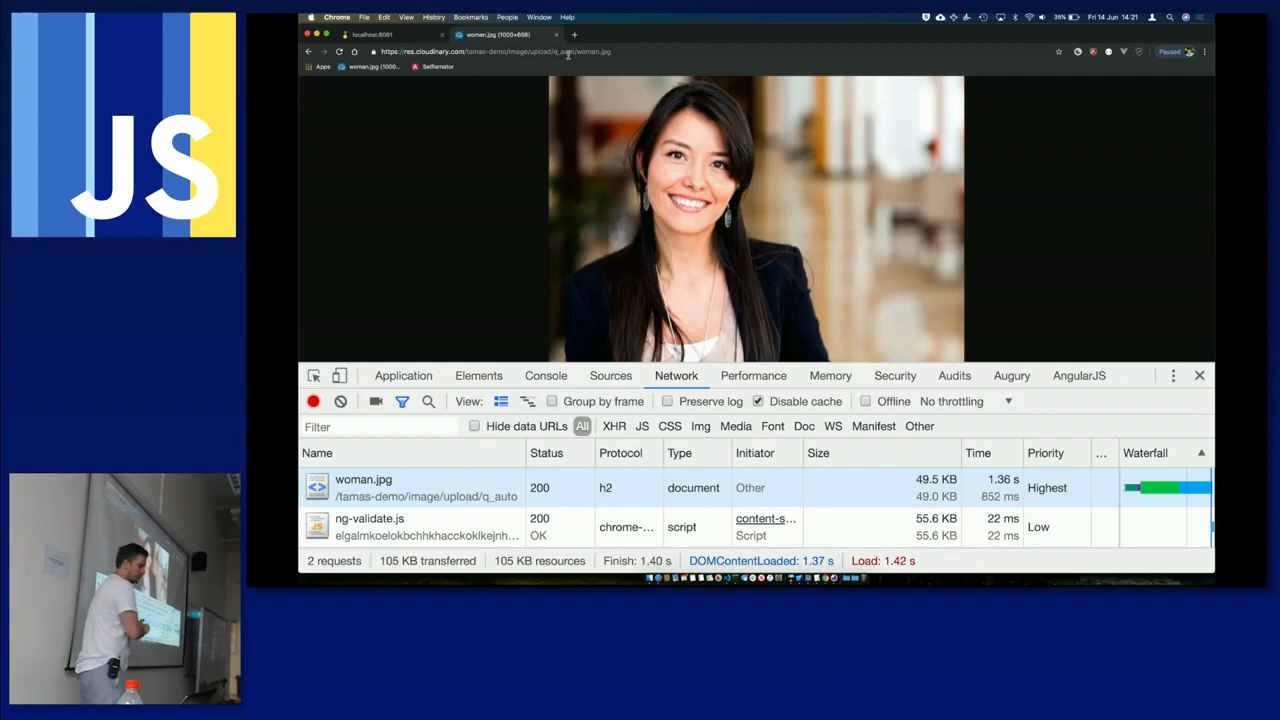 JS
Chrome File Edit View History Bookmarks People Window Help 35% Fri 14 Jun 14:21
localhost:8081 woman.jpg (1000×668)
https://res.cloudinary.com/tamas-demo/image/upload/q_auto/woman.jpg Paused
Apps woman.jpg (1000... Selfiemator
Application Elements Console Sources Network Performance Memory Security Audits Augury AngularJS
View: Group by frame Preserve log Disable cache Offline No throttling
Filter Hide data URLs All XHR JS CSS Img Media Font Doc WS Manifest Other
Name Status Protocol Type Initiator Size Time Priority ... Waterfall
woman.jpg 200 h2 document Other 49.5 KB 1.36 s Highest
/tamas-demo/image/upload/q_auto 49.0 KB 852 ms
ng-validate.js 200 chrome-... script content-s... 55.6 KB 22 ms Low
elgalmkoelokbchhkhacckoklkejnh... OK Script 55.6 KB 22 ms
2 requests 105 KB transferred 105 KB resources Finish: 1.40 s DOMContentLoaded: 1.37 s Load: 1.42 s